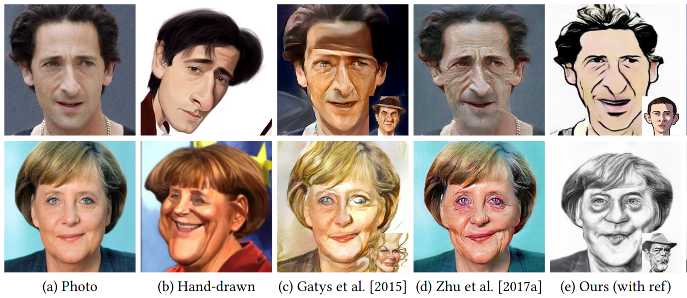 (a) Photo (b) Hand-drawn (c) Gatys et al. [2015] (d) Zhu et al. [2017a] (e) Ours (with ref)